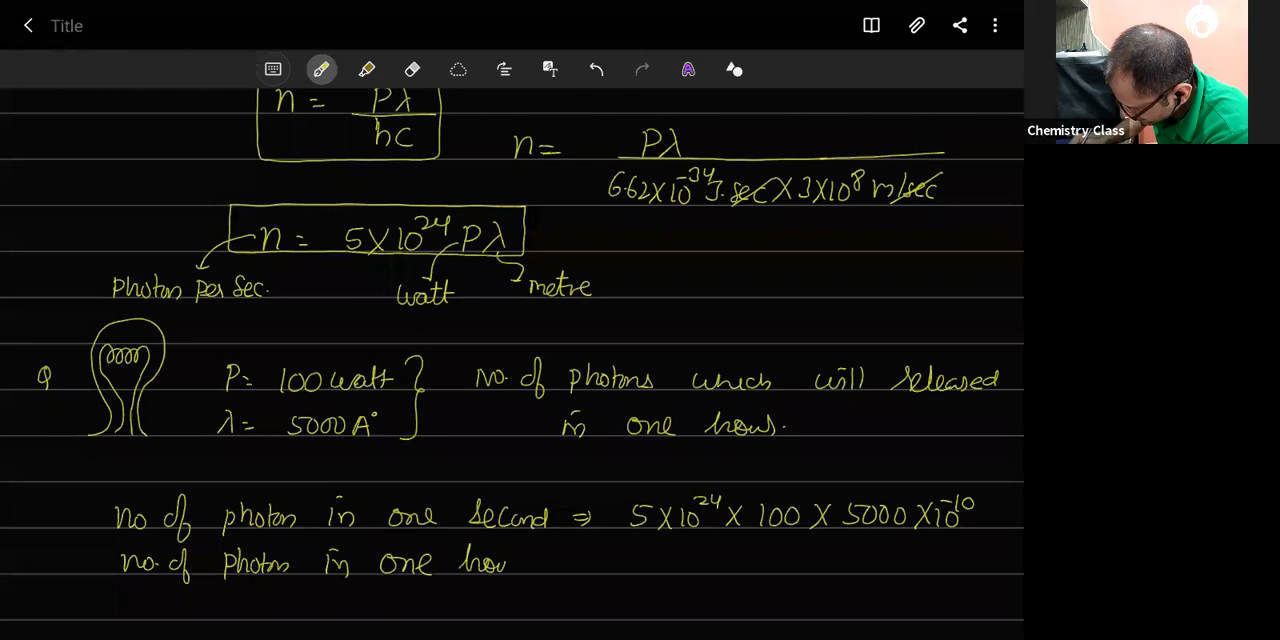 Title
n = Pλ / hc
n = Pλ / 6.62×10⁻³⁴ J. sec × 3×10⁸ m/sec
Chemistry Class
n = 5×10²⁴ Pλ
Photon Per Sec. watt metre
Q P = 100 watt No. of photons which will released
λ = 5000 A° in one hour.
no of photon in one second ⇒ 5×10²⁴ × 100 × 5000 ×10⁻¹⁰
no. of photon in one hou